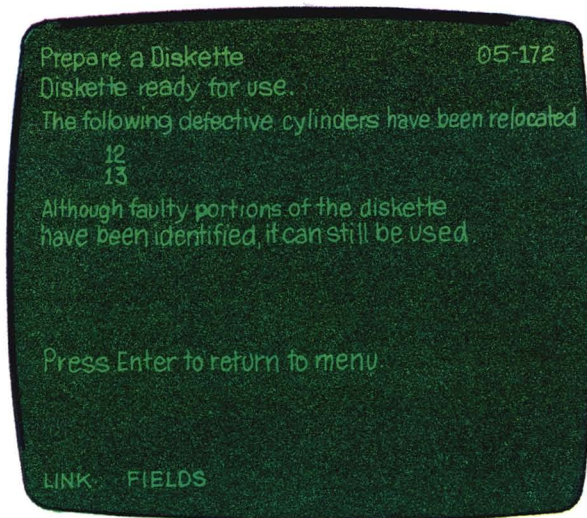 Prepare a Diskette 05-172
Diskette ready for use.
The following defective cylinders have been relocated
12
13
Although faulty portions of the diskette
have been identified, it can still be used.
Press Enter to return to menu.
LINK FIELDS